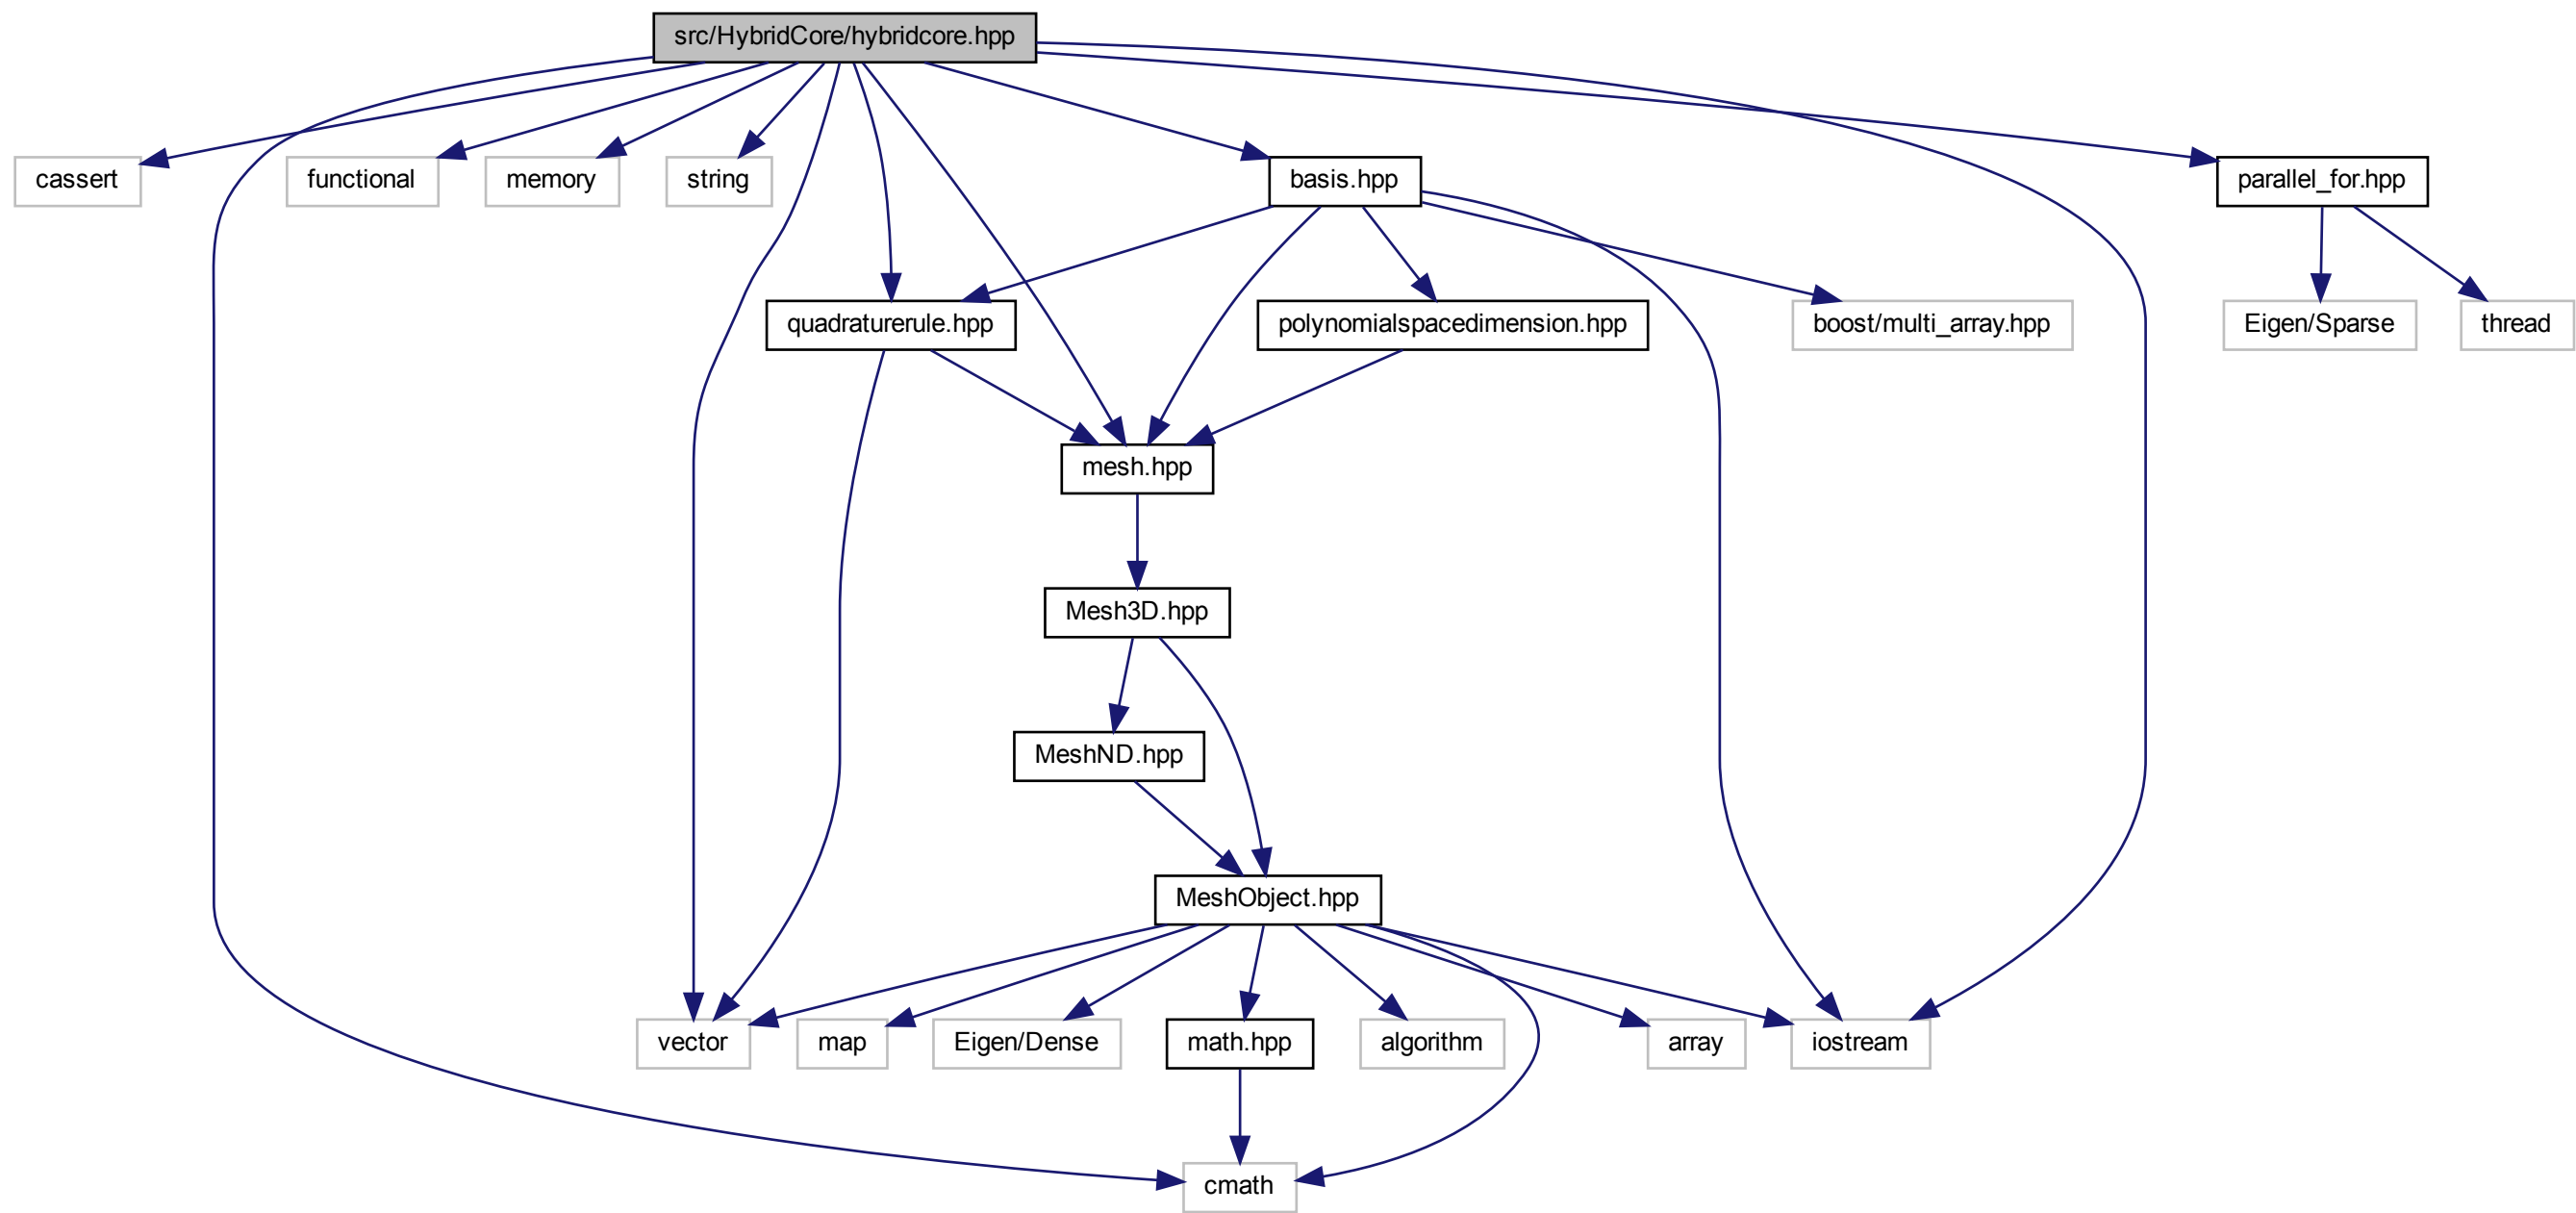 src/HybridCore/hybridcore.hpp
cassert
functional
memory
string
basis.hpp
parallel_for.hpp
quadraturerule.hpp
polynomialspacedimension.hpp
boost/multi_array.hpp
Eigen/Sparse
thread
mesh.hpp
Mesh3D.hpp
MeshND.hpp
MeshObject.hpp
vector
map
Eigen/Dense
math.hpp
algorithm
array
iostream
cmath